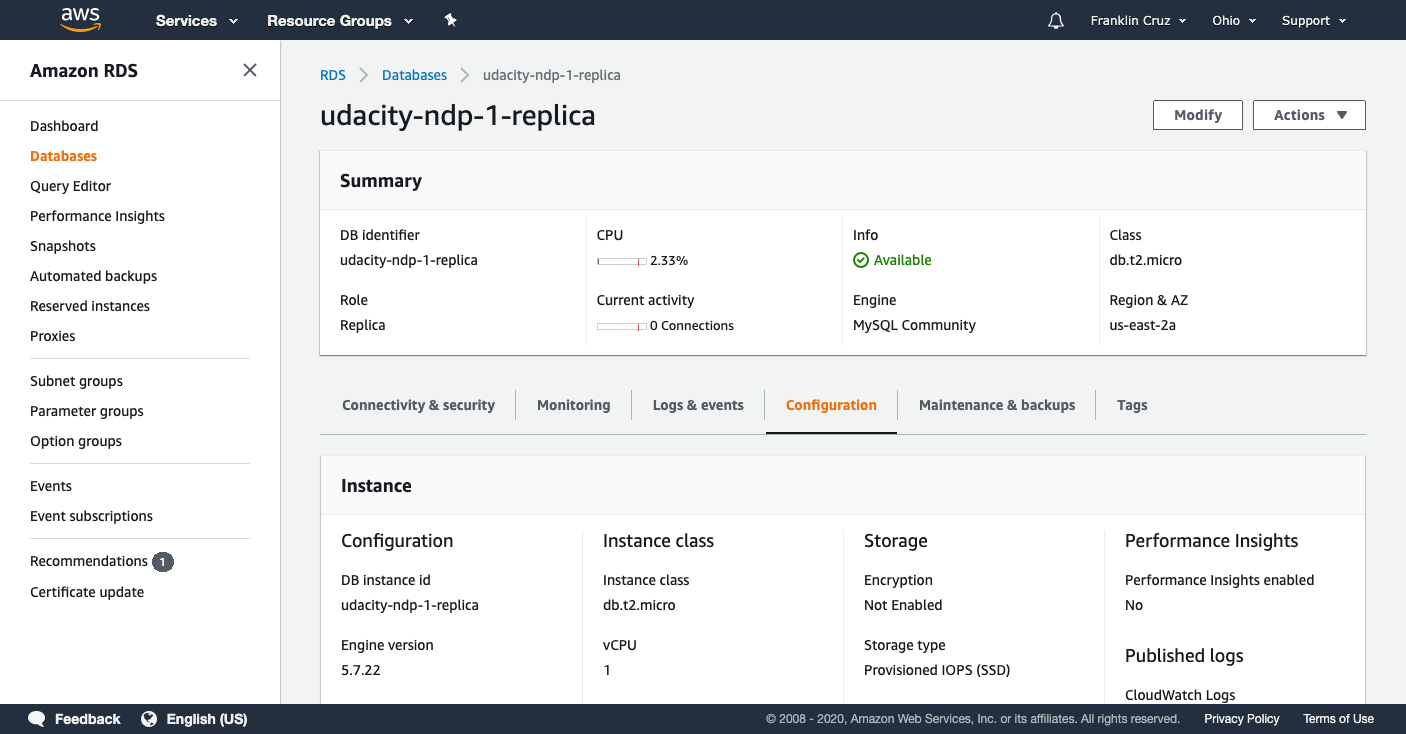 aws Services Resource Groups Franklin Cruz Ohio Support
Amazon RDS
Dashboard
Databases
Query Editor
Performance Insights
Snapshots
Automated backups
Reserved instances
Proxies
Subnet groups
Parameter groups
Option groups
Events
Event subscriptions
Recommendations 1
Certificate update
RDS Databases udacity-ndp-1-replica
udacity-ndp-1-replica
Modify Actions
Summary
DB identifier
udacity-ndp-1-replica
Role
Replica
CPU
2.33%
Current activity
0 Connections
Info
Available
Engine
MySQL Community
Class
db.t2.micro
Region & AZ
us-east-2a
Connectivity & security Monitoring Logs & events Configuration Maintenance & backups Tags
Instance
Configuration
DB instance id
udacity-ndp-1-replica
Engine version
5.7.22
Instance class
Instance class
db.t2.micro
vCPU
1
Storage
Encryption
Not Enabled
Storage type
Provisioned IOPS (SSD)
Performance Insights
Performance Insights enabled
No
Published logs
CloudWatch Logs
Feedback English (US) © 2008 - 2020, Amazon Web Services, Inc. or its affiliates. All rights reserved. Privacy Policy Terms of Use